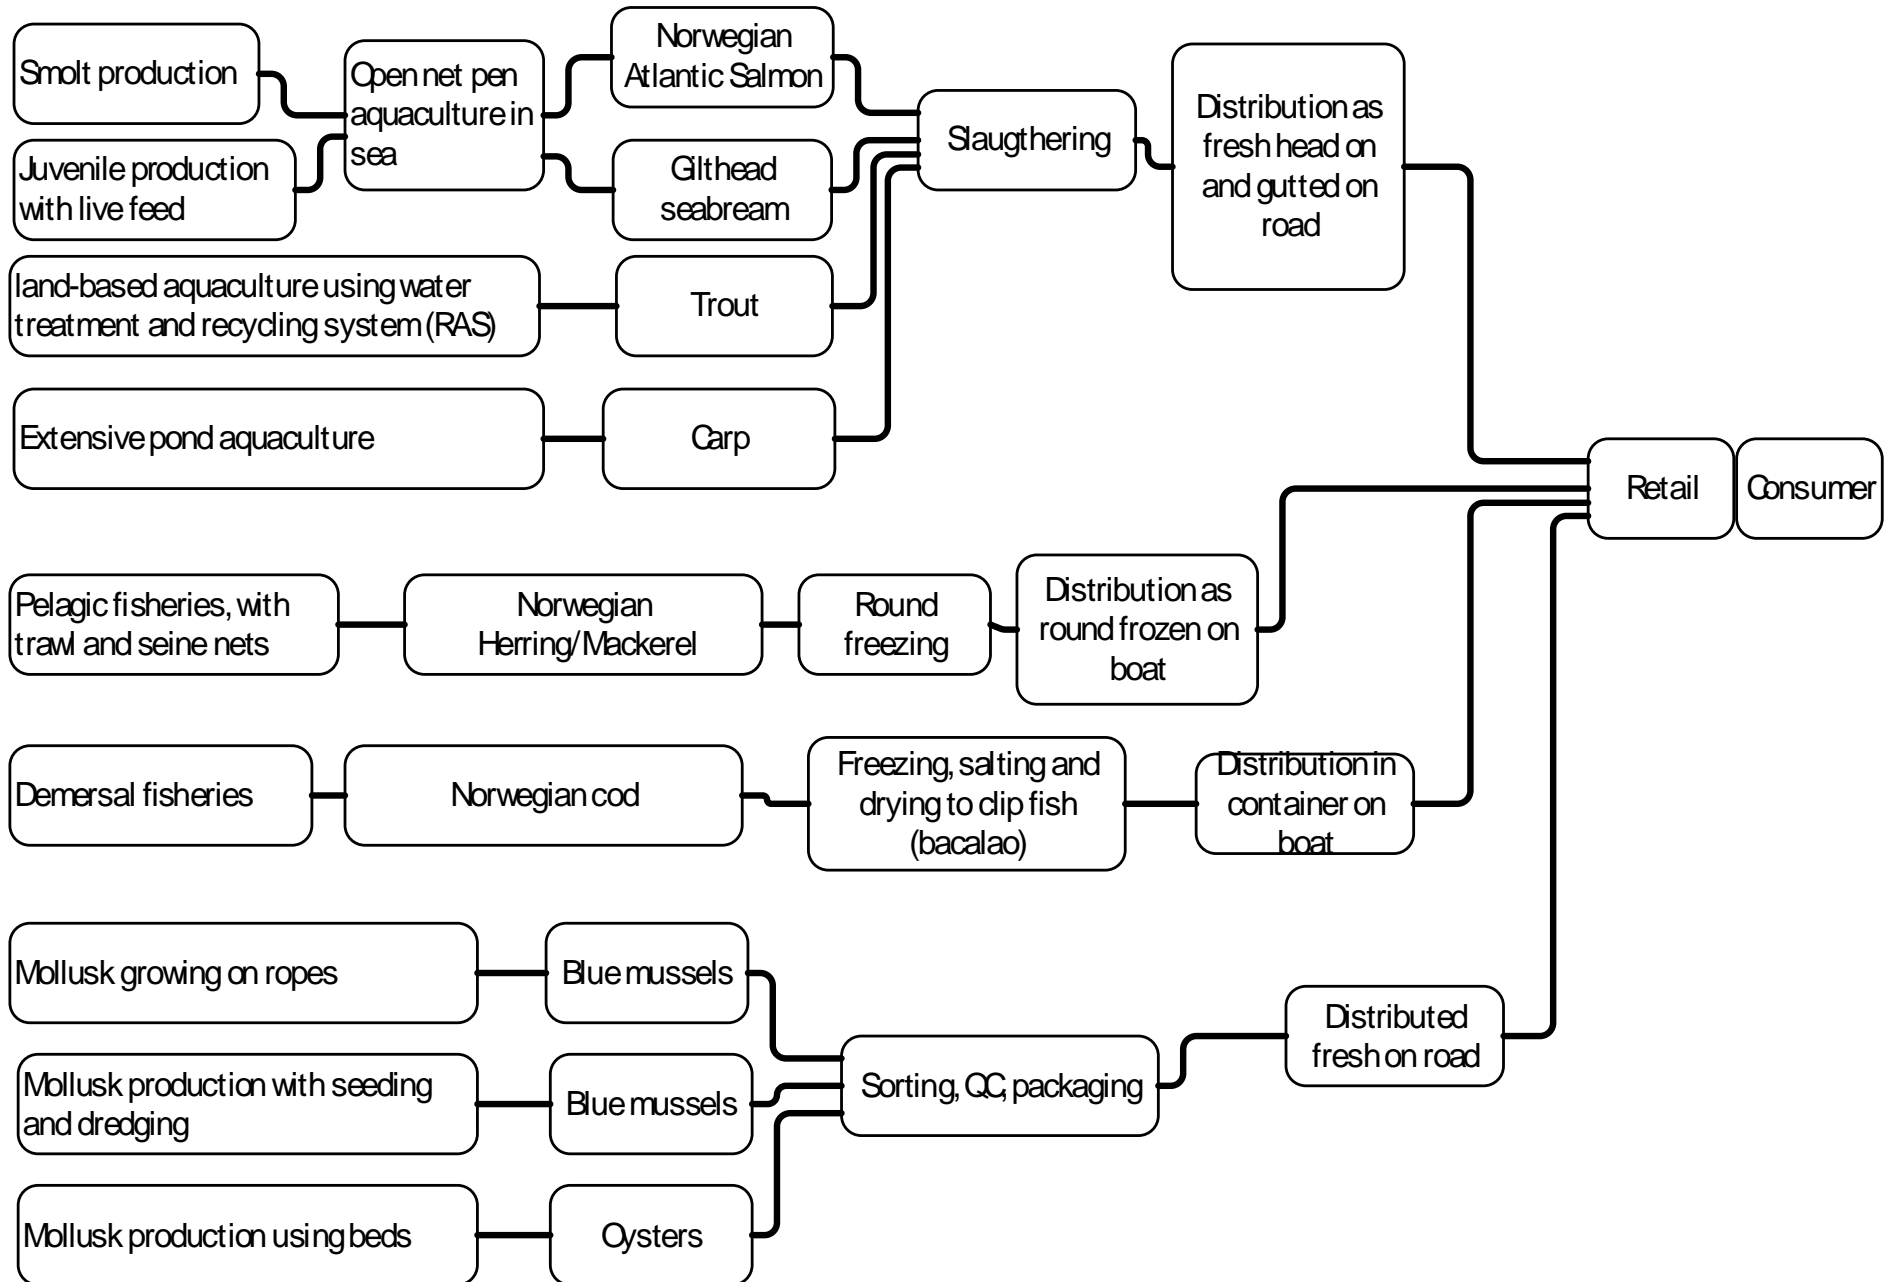 Smolt production
Juvenile production
with live feed
Open net pen
aquaculture in
sea
Norwegian
Atlantic Salmon
Gilthead
seabream
land-based aquaculture using water
treatment and recycling system (RAS)
Trout
Extensive pond aquaculture
Carp
Slaugthering
Distribution as
fresh head on
and gutted on
road
Retail
Consumer
Pelagic fisheries, with
trawl and seine nets
Norwegian
Herring/Mackerel
Round
freezing
Distribution as
round frozen on
boat
Demersal fisheries
Norwegian cod
Freezing, salting and
drying to clip fish
(bacalao)
Distribution in
container on
boat
Mollusk growing on ropes
Blue mussels
Mollusk production with seeding
and dredging
Blue mussels
Mollusk production using beds
Oysters
Sorting, QC, packaging
Distributed
fresh on road